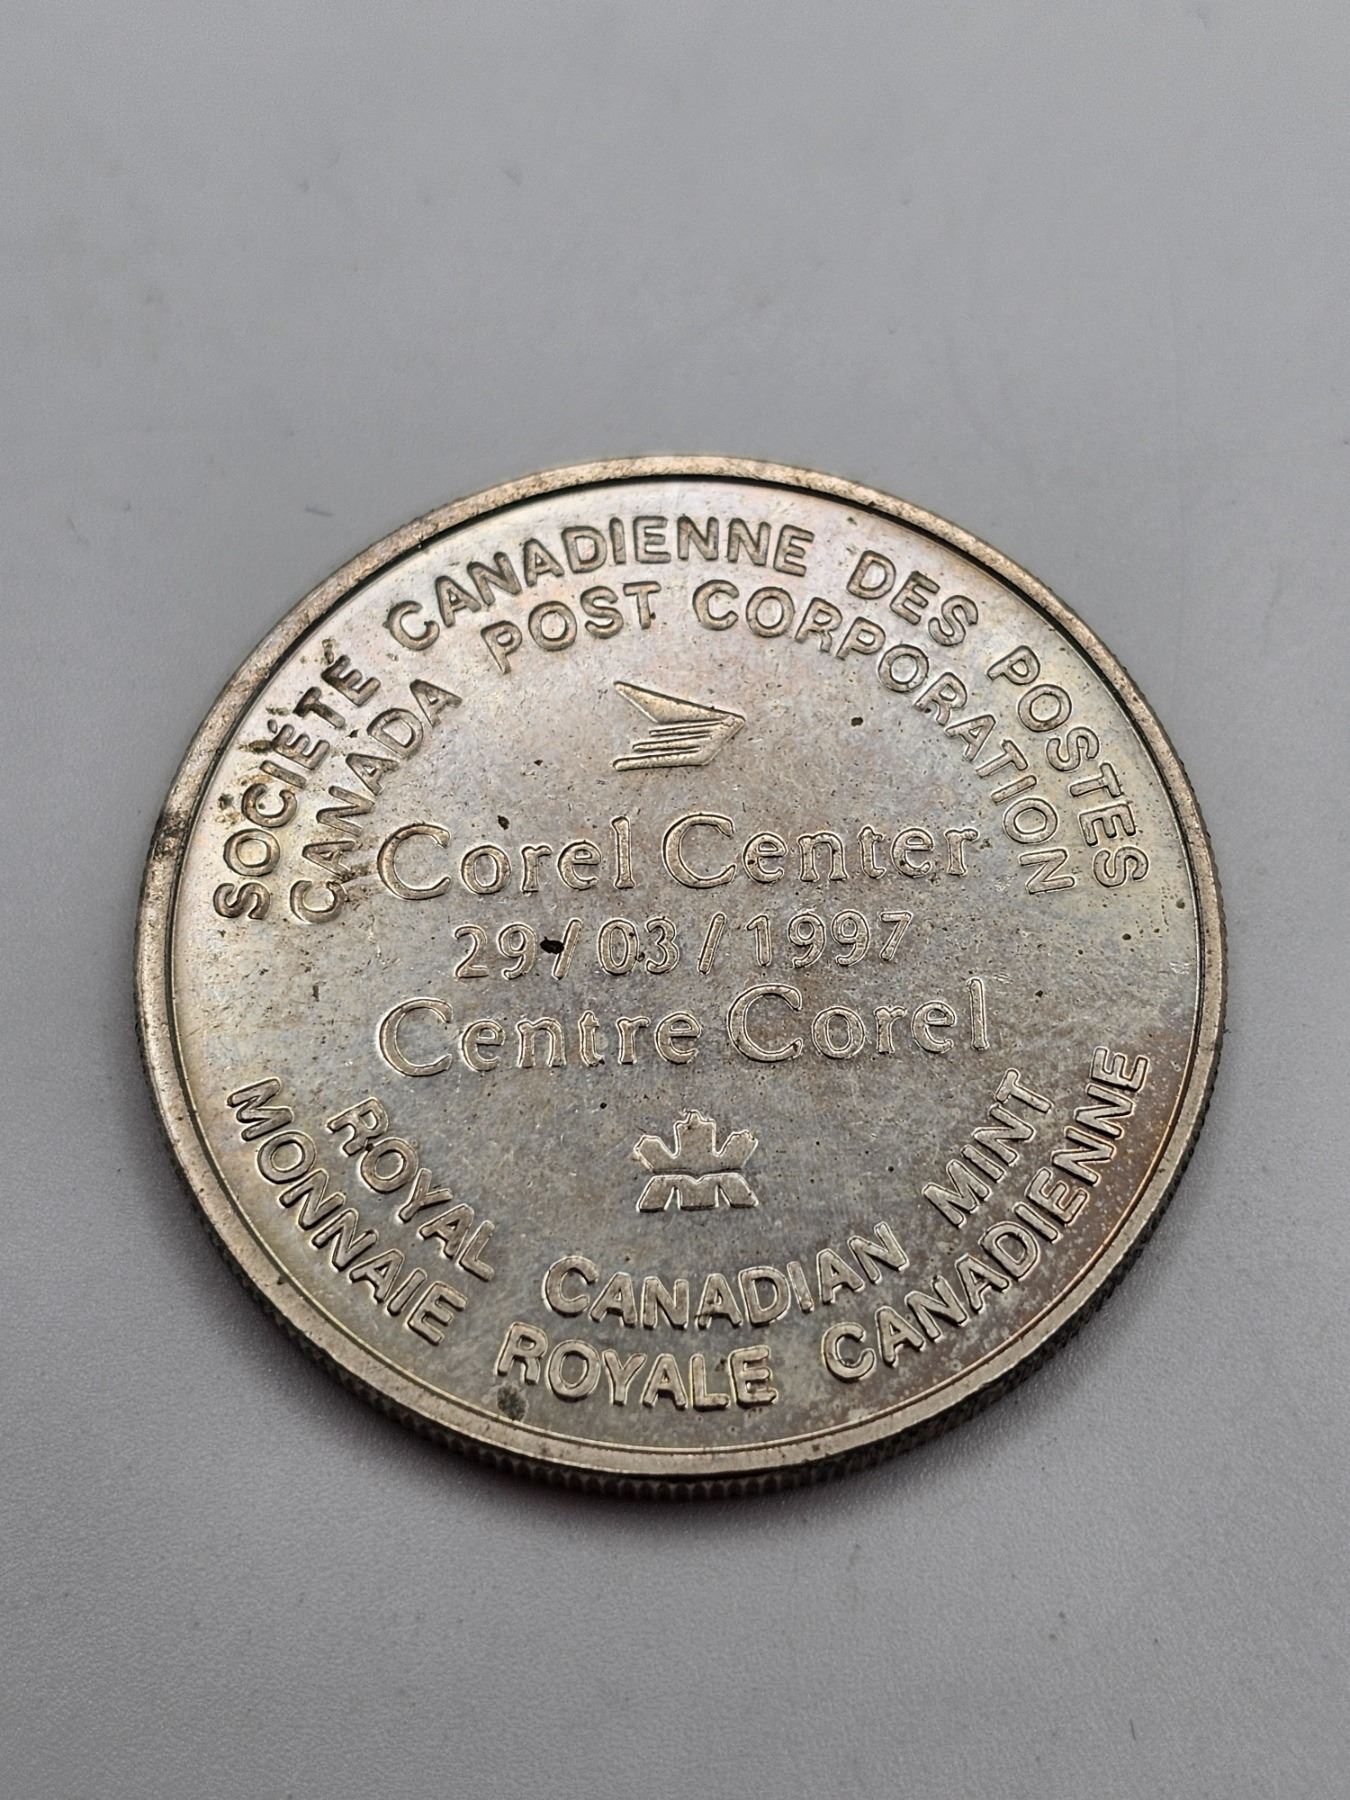 SOCIÉTÉ CANADIENNE DES POSTES
CANADA POST CORPORATION
Corel Center
29/03/1997
Centre Corel
ROYAL CANADIAN MINT
MONNAIE ROYALE CANADIENNE